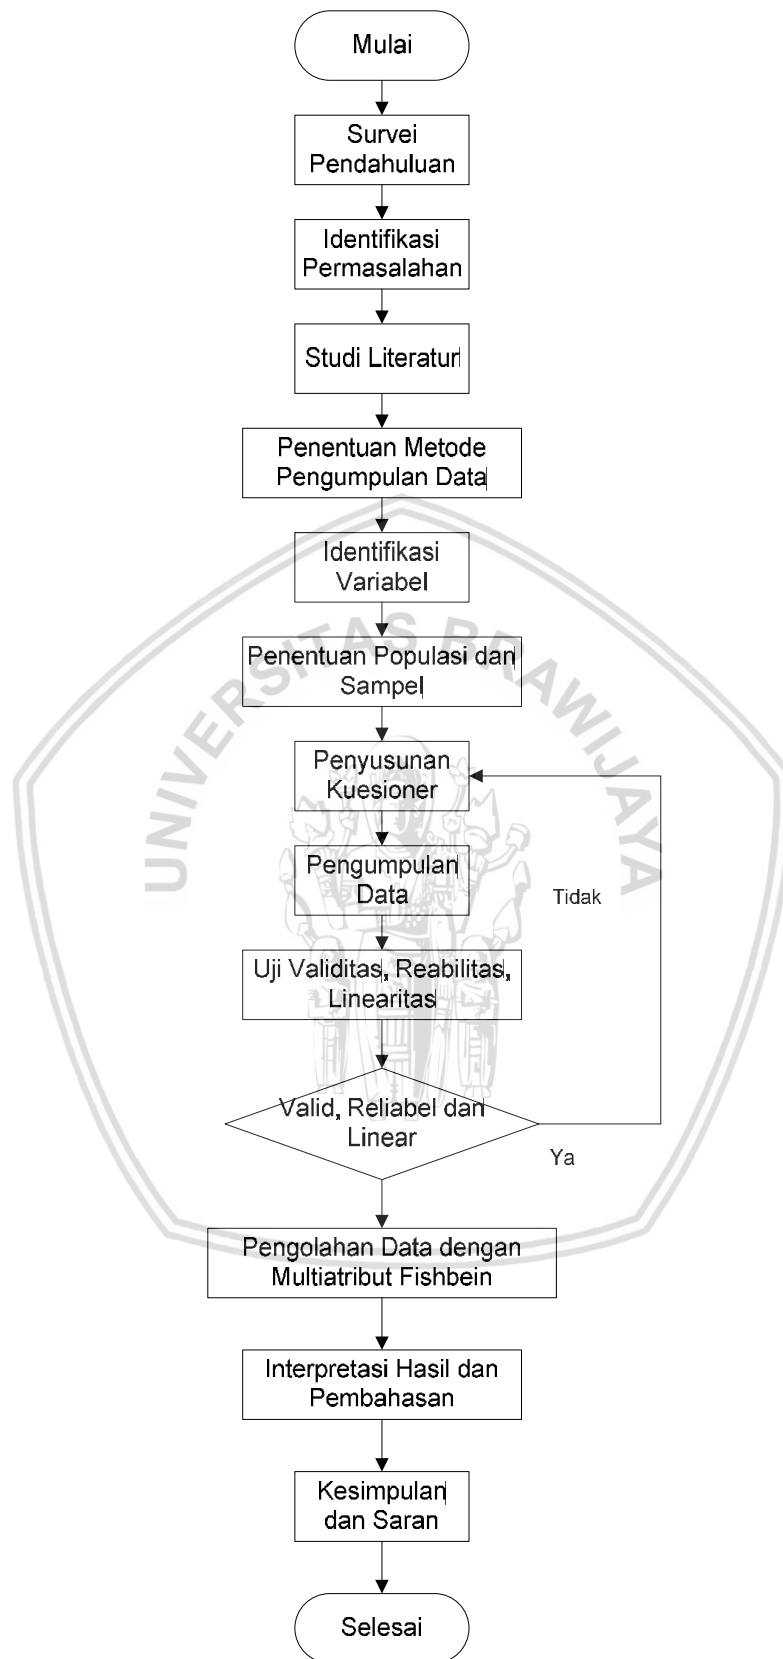 Mulai
Survei
Pendahuluan
Identifikasi
Permasalahan
Studi Literatur
Penentuan Metode
Pengumpulan Data
Identifikasi
Variabel
UNIVERSITAS BRAWIJAYA
Penentuan Populasi dan
Sampel
Penyusunan
Kuesioner
Pengumpulan
Data
Tidak
Uji Validitas, Reabilitas,
Linearitas
Valid, Reliabel dan
Linear
Ya
Pengolahan Data dengan
Multiatribut Fishbein
Interpretasi Hasil dan
Pembahasan
Kesimpulan
dan Saran
Selesai